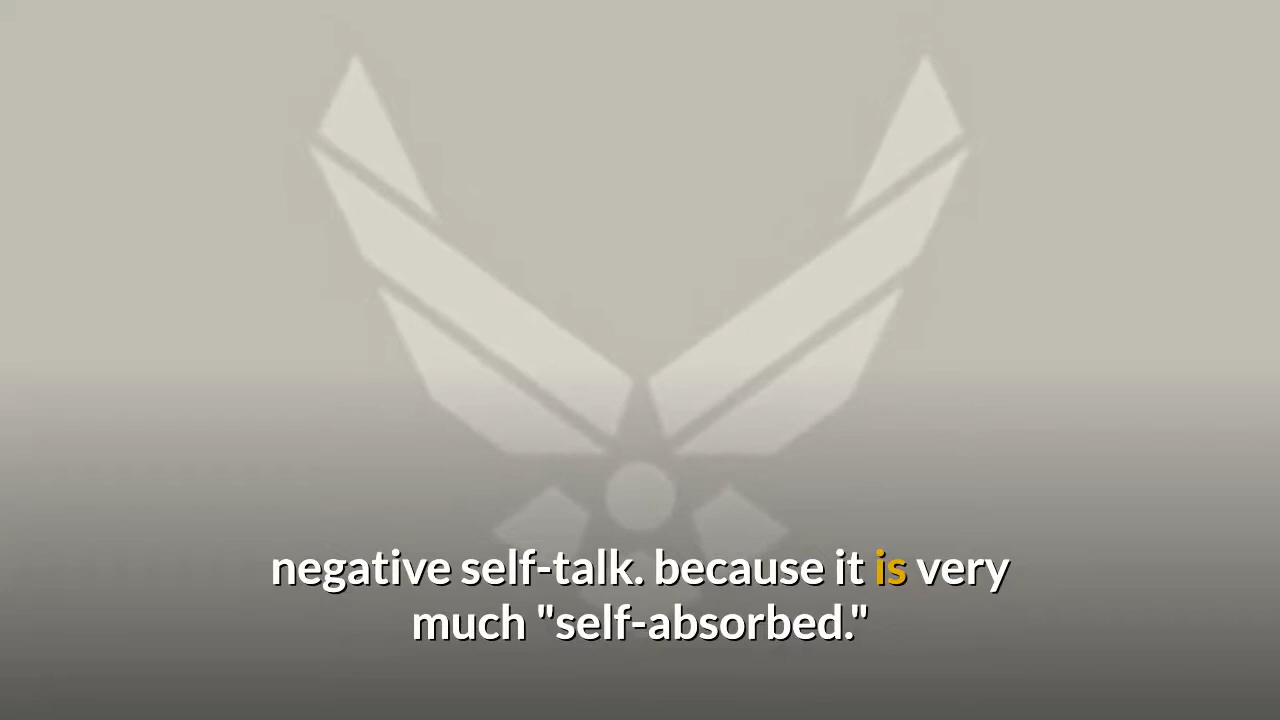 negative self-talk. because it is very
much "self-absorbed."